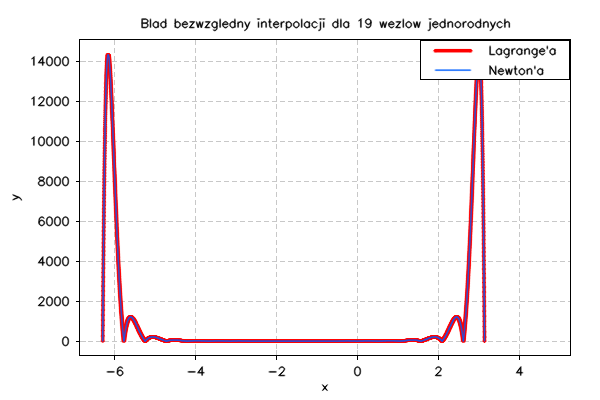 Blad bezwzgledny interpolacji dla 19 wezlow jednorodnych
Lagrange'a
Newton'a
14000
12000
10000
8000
6000
4000
2000
0
y
−6 −4 −2 0 2 4
x